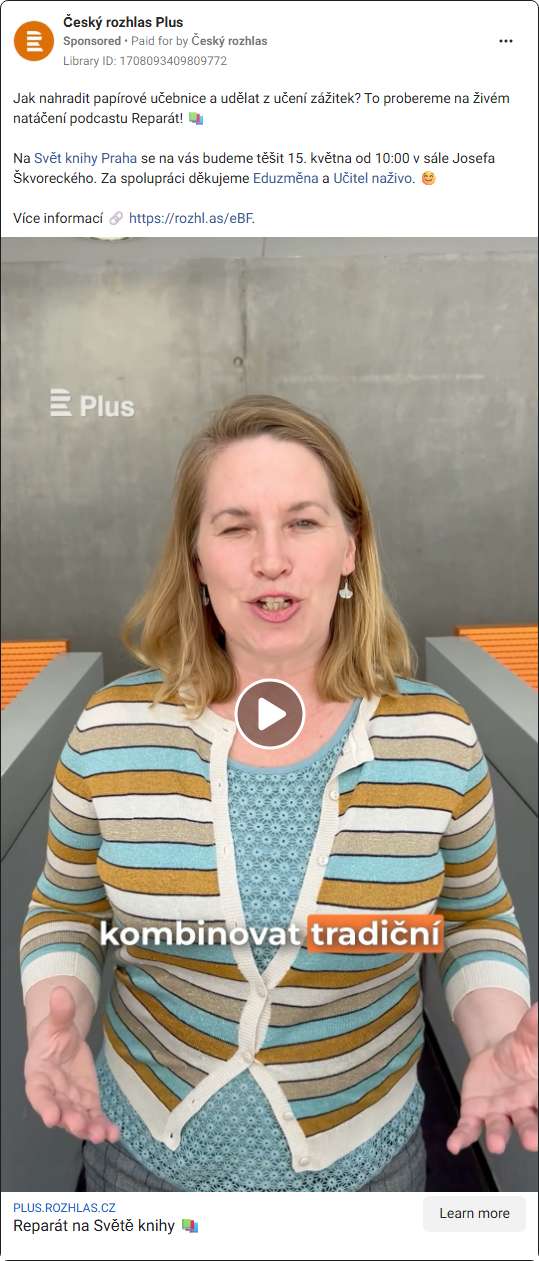 Český rozhlas Plus
Sponsored • Paid for by Český rozhlas
Library ID: 1708093409809772
Jak nahradit papírové učebnice a udělat z učení zážitek? To probereme na živém
natáčení podcastu Reparát! 📚
Na Svět knihy Praha se na vás budeme těšit 15. května od 10:00 v sále Josefa
Škvoreckého. Za spolupráci děkujeme Eduzměna a Učitel naživo. 😊
Více informací 🔗 https://rozhl.as/eBF.
Plus
kombinovat tradiční
PLUS.ROZHLAS.CZ
Reparát na Světě knihy 📚
Learn more